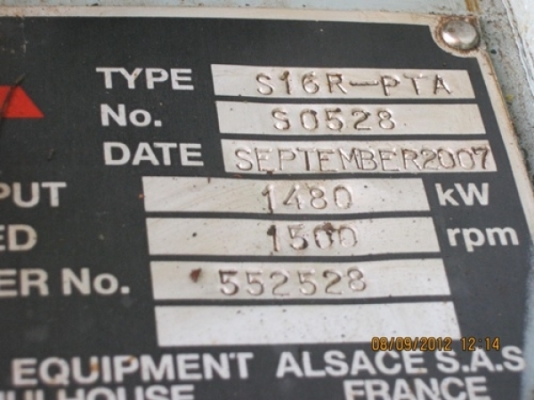 TYPE S16R-PTA
No. S0528
DATE SEPTEMBER2007
PUT 1480 kW
ED 1500 rpm
ER No. 552528
08/09/2012 12:14
EQUIPMENT ALSACE S.A.S
MULHOUSE FRANCE